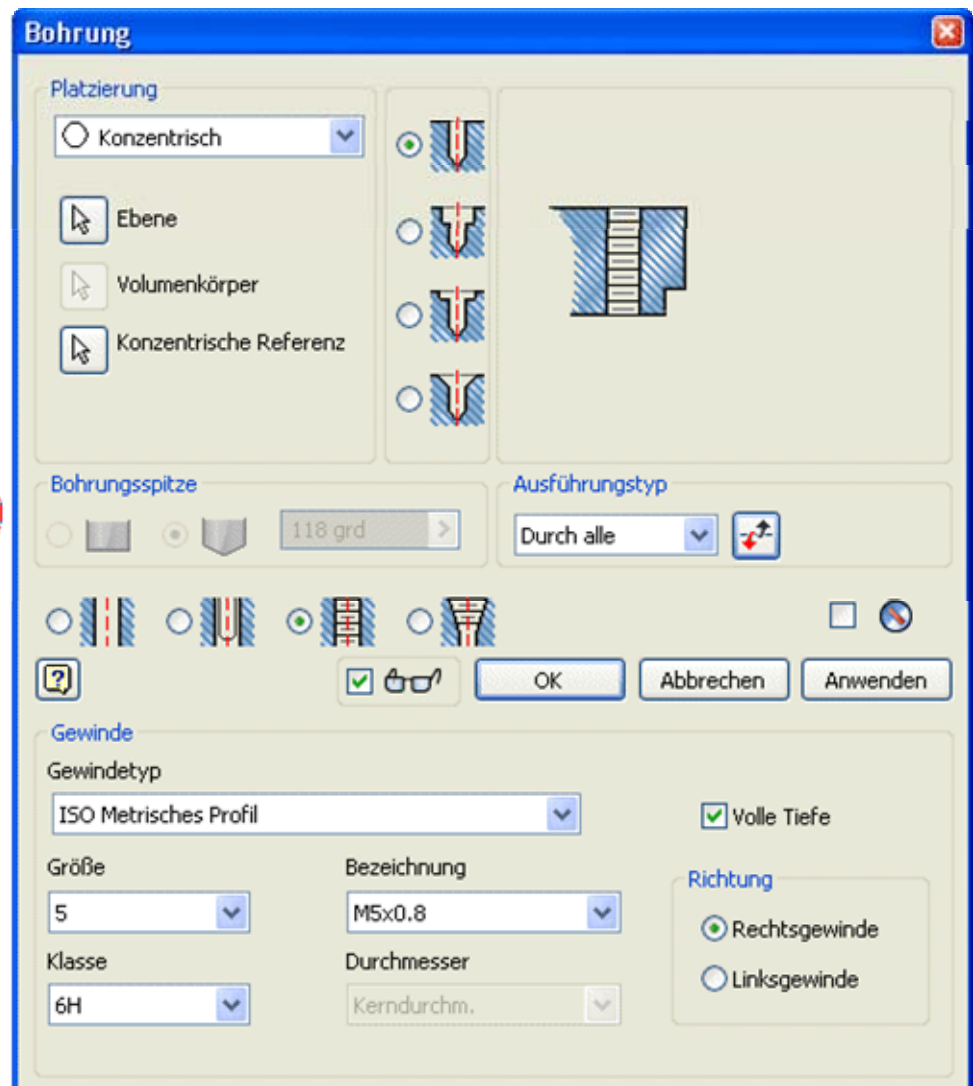 Bohrung
Platzierung
Konzentrisch
Ebene
Volumenkörper
Konzentrische Referenz
Bohrungsspitze
118 grd
Ausführungstyp
Durch alle
OK
Abbrechen
Anwenden
Gewinde
Gewindetyp
ISO Metrisches Profil
Volle Tiefe
Größe
Bezeichnung
5
M5x0.8
Klasse
Durchmesser
6H
Kerndurchm.
Richtung
Rechtsgewinde
Linksgewinde